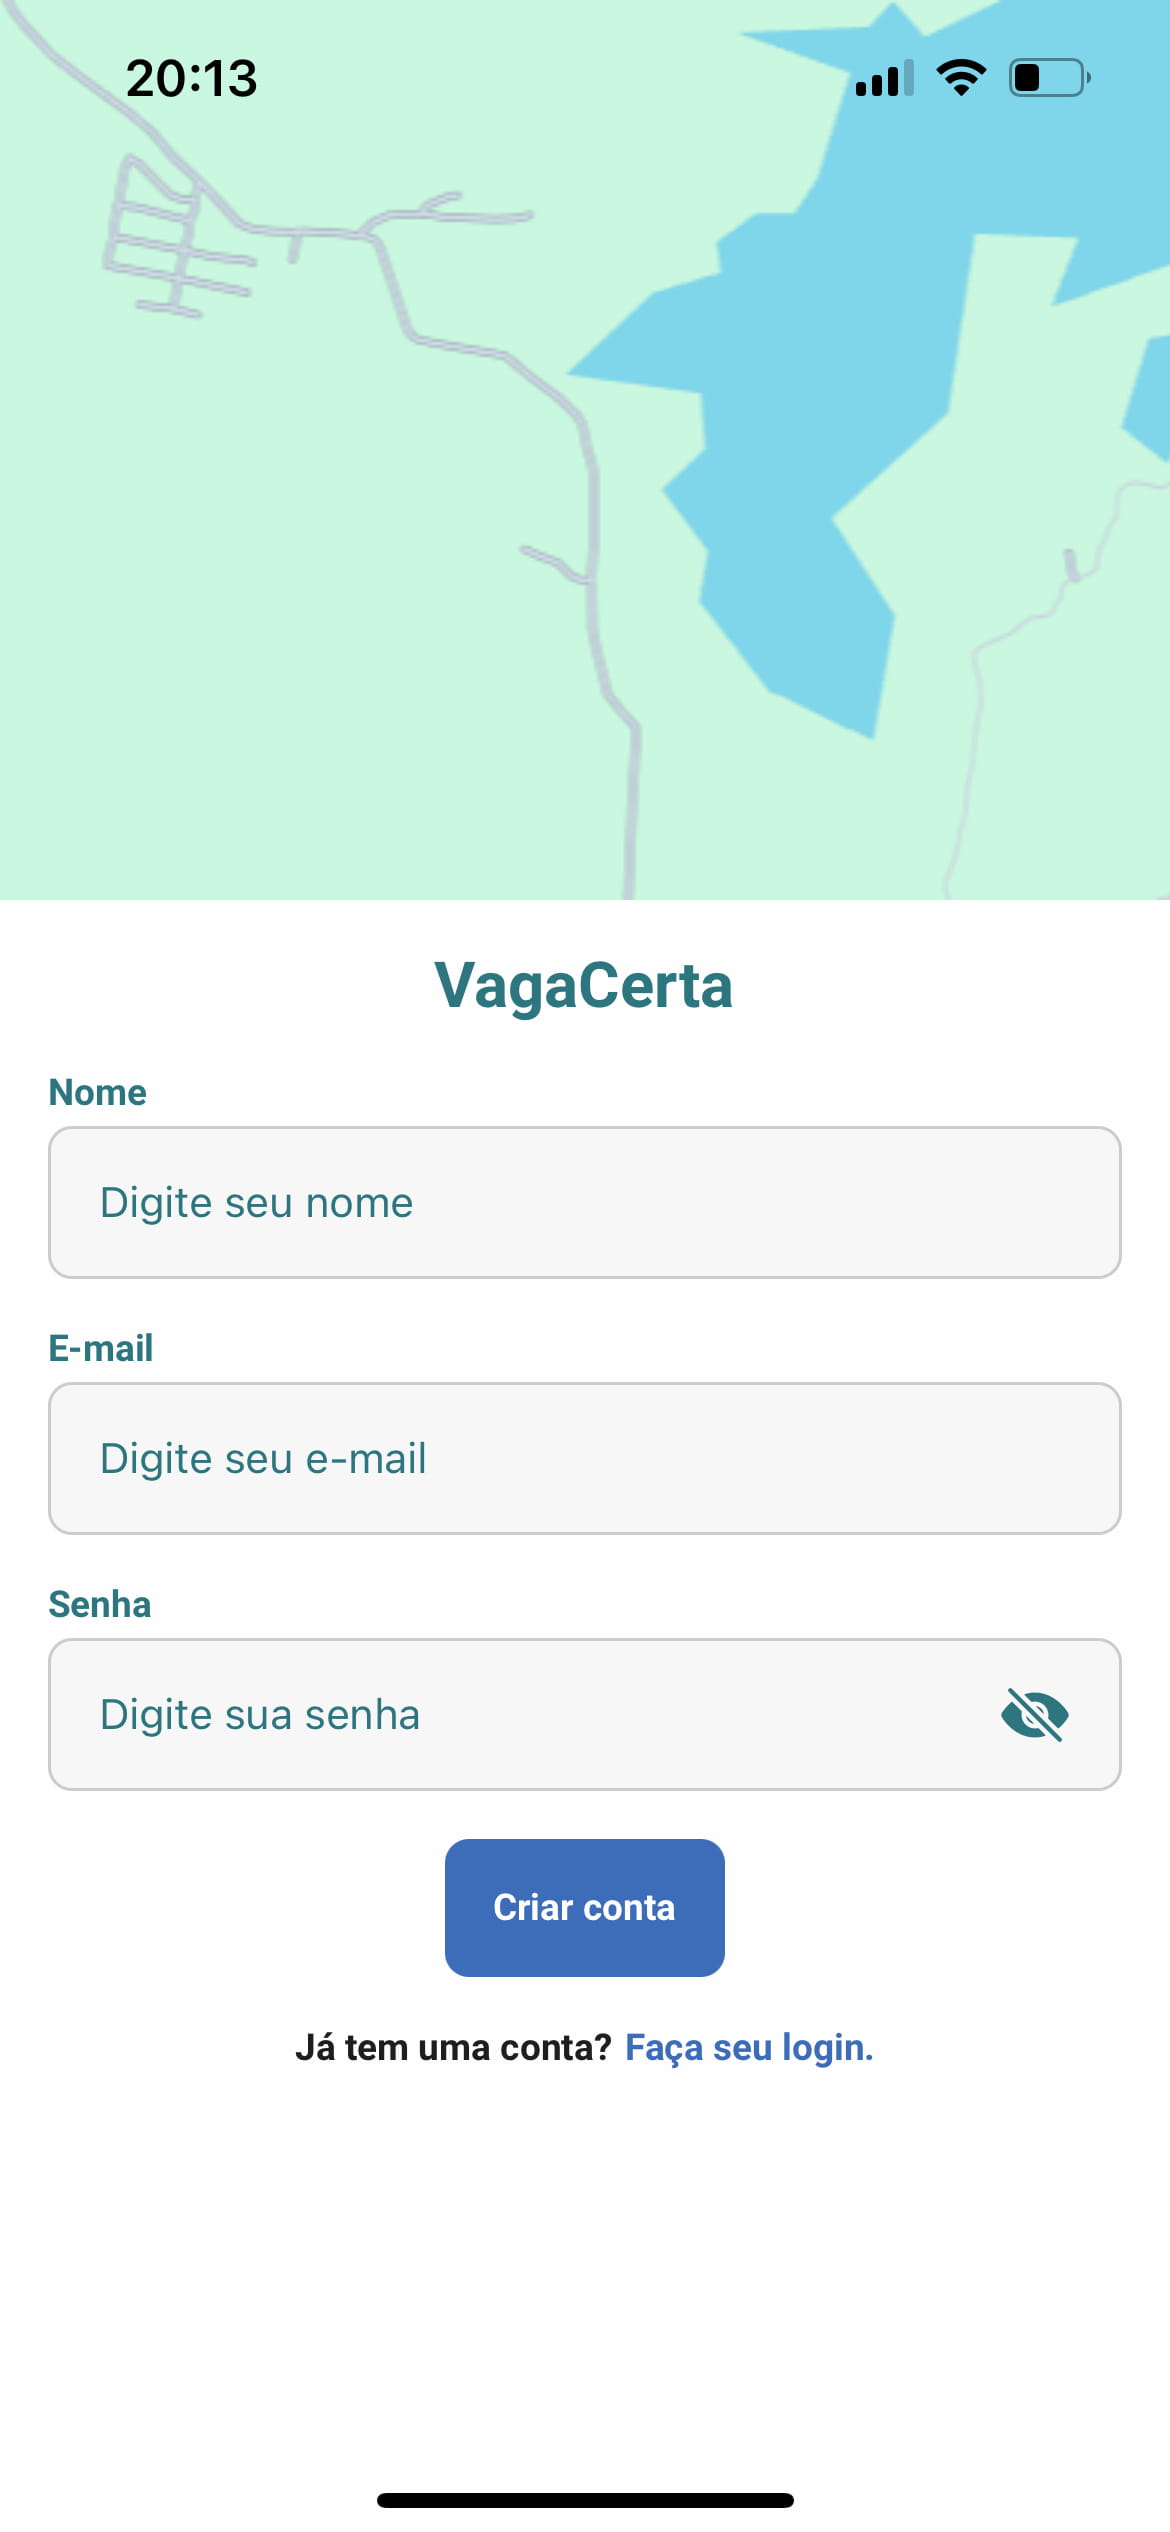 20:13
VagaCerta
Nome
Digite seu nome
E-mail
Digite seu e-mail
Senha
Digite sua senha
Criar conta
Já tem uma conta? Faça seu login.